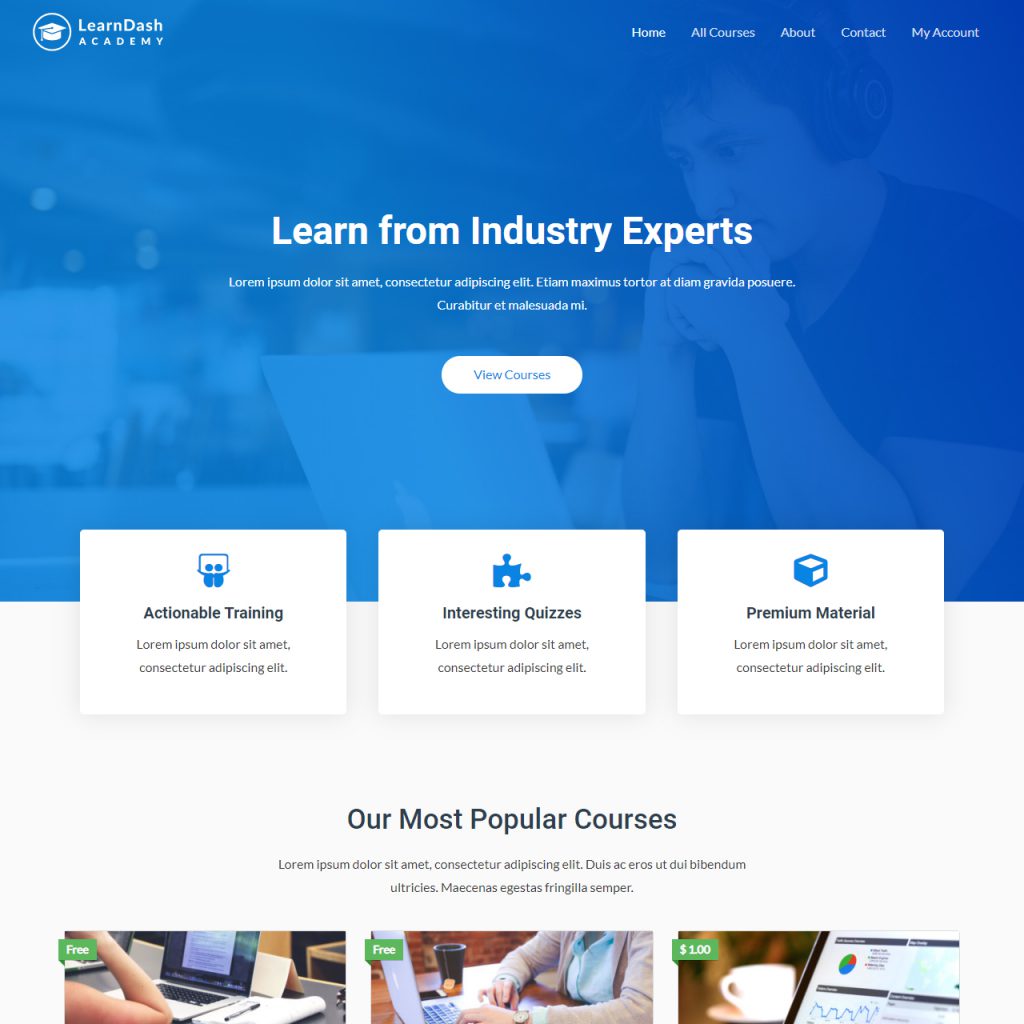 LearnDash
ACADEMY
Home
All Courses
About
Contact
My Account
Learn from Industry Experts
Lorem ipsum dolor sit amet, consectetur adipiscing elit. Etiam maximus tortor at diam gravida posuere.
Curabitur et malesuada mi.
View Courses
Actionable Training
Lorem ipsum dolor sit amet,
consectetur adipiscing elit.
Interesting Quizzes
Lorem ipsum dolor sit amet,
consectetur adipiscing elit.
Premium Material
Lorem ipsum dolor sit amet,
consectetur adipiscing elit.
Our Most Popular Courses
Lorem ipsum dolor sit amet, consectetur adipiscing elit. Duis ac eros ut dui bibendum
ultricies. Maecenas egestas fringilla semper.
Free
Free
$ 1.00